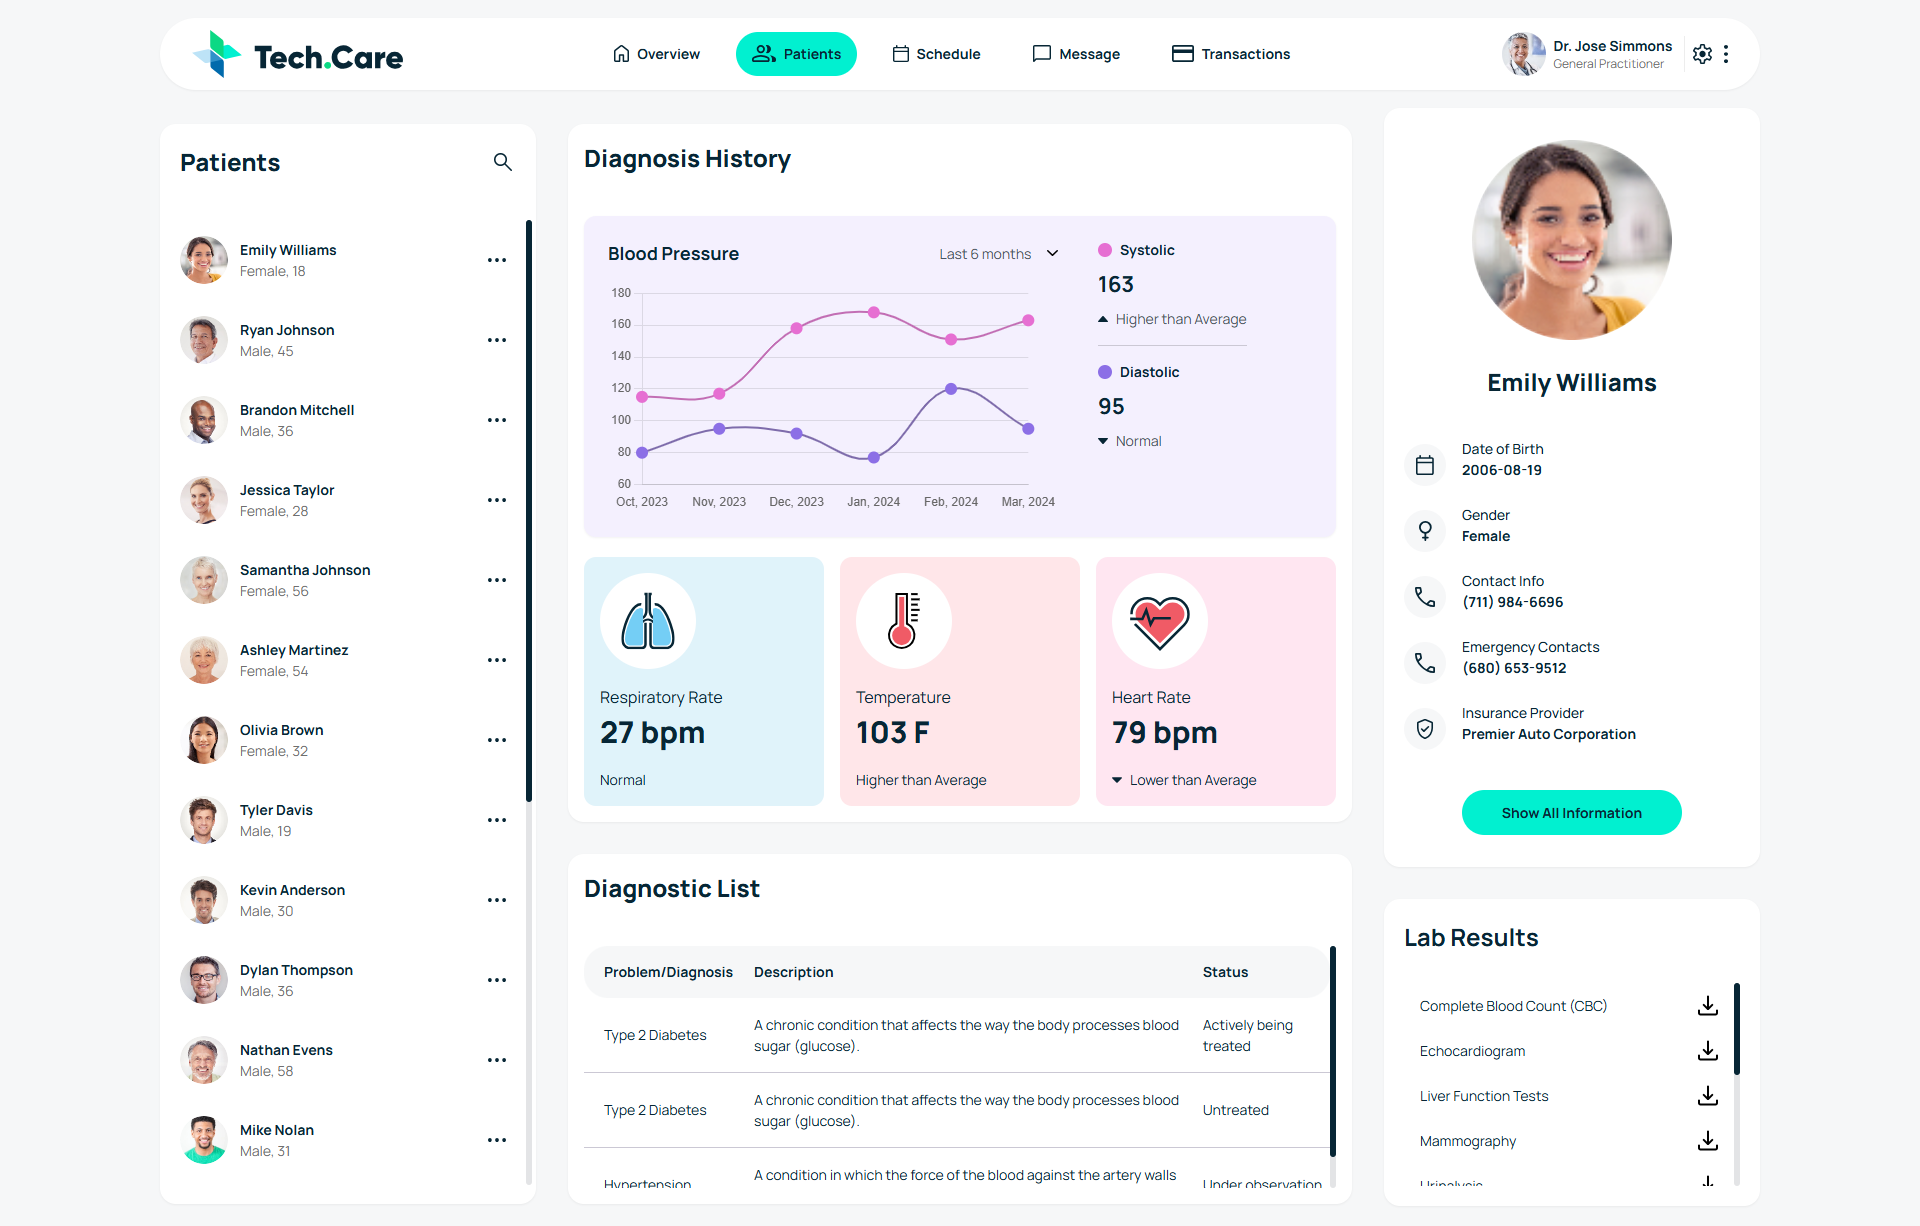 Tech.Care
Overview
Patients
Schedule
Message
Transactions
Dr. Jose Simmons
General Practitioner
Patients
Emily Williams
Female, 18
Ryan Johnson
Male, 45
Brandon Mitchell
Male, 36
Jessica Taylor
Female, 28
Samantha Johnson
Female, 56
Ashley Martinez
Female, 54
Olivia Brown
Female, 32
Tyler Davis
Male, 19
Kevin Anderson
Male, 30
Dylan Thompson
Male, 36
Nathan Evens
Male, 58
Mike Nolan
Male, 31
Diagnosis History
Blood Pressure
Last 6 months
180
160
140
120
100
80
60
Oct, 2023
Nov, 2023
Dec, 2023
Jan, 2024
Feb, 2024
Mar, 2024
Systolic
163
Higher than Average
Diastolic
95
Normal
Respiratory Rate
27 bpm
Normal
Temperature
103 F
Higher than Average
Heart Rate
79 bpm
Lower than Average
Diagnostic List
Problem/Diagnosis
Description
Status
Type 2 Diabetes
A chronic condition that affects the way the body processes blood
sugar (glucose).
Actively being
treated
Type 2 Diabetes
A chronic condition that affects the way the body processes blood
sugar (glucose).
Untreated
Hypertension
A condition in which the force of the blood against the artery walls
Under observation
Emily Williams
Date of Birth
2006-08-19
Gender
Female
Contact Info
(711) 984-6696
Emergency Contacts
(680) 653-9512
Insurance Provider
Premier Auto Corporation
Show All Information
Lab Results
Complete Blood Count (CBC)
Echocardiogram
Liver Function Tests
Mammography
Urinalysis